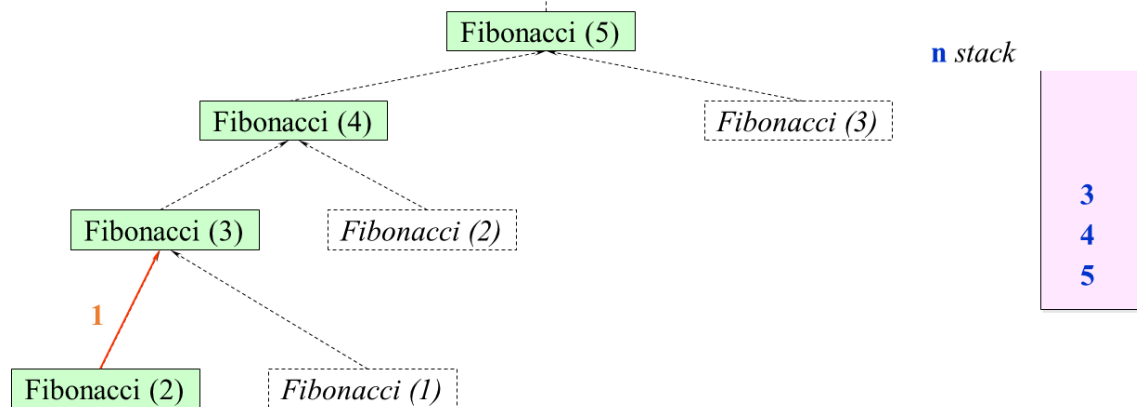 Fibonacci (5)
n stack
Fibonacci (4)
Fibonacci (3)
3
Fibonacci (3)
Fibonacci (2)
4
5
1
Fibonacci (2)
Fibonacci (1)